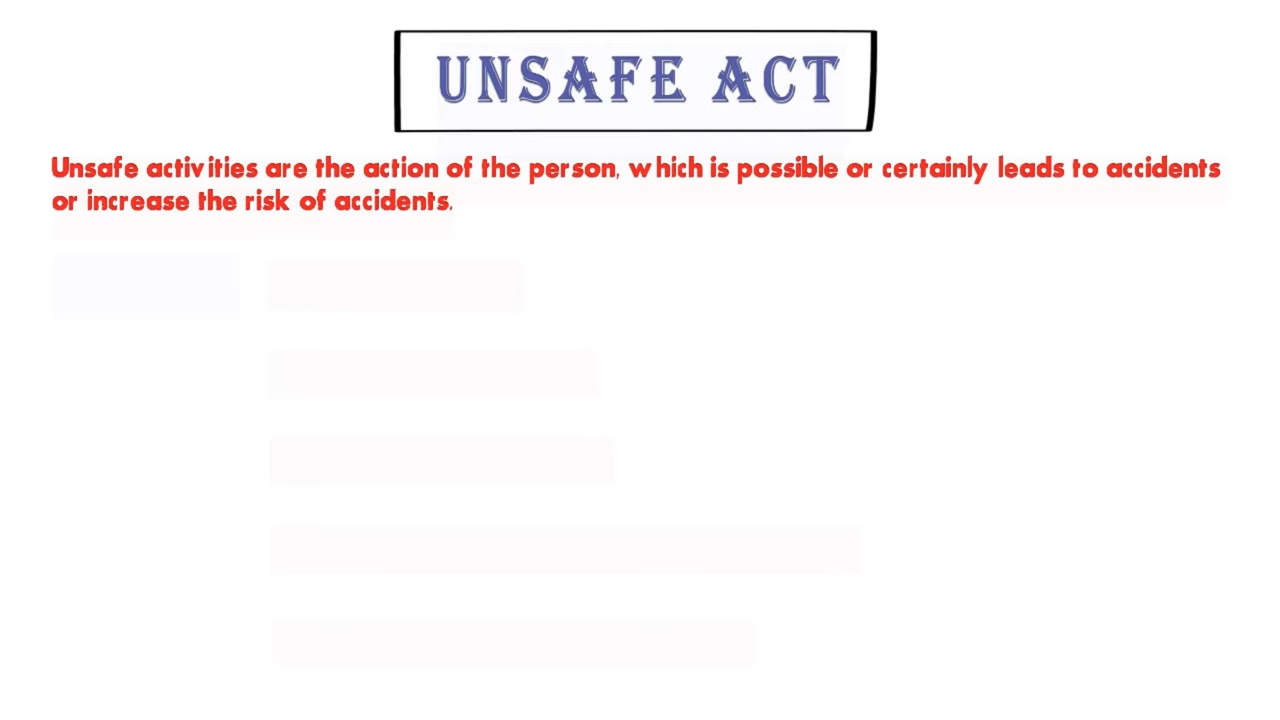 UNSAFE ACT
Unsafe activities are the action of the person, which is possible or certainly leads to accidents
or increase the risk of accidents.